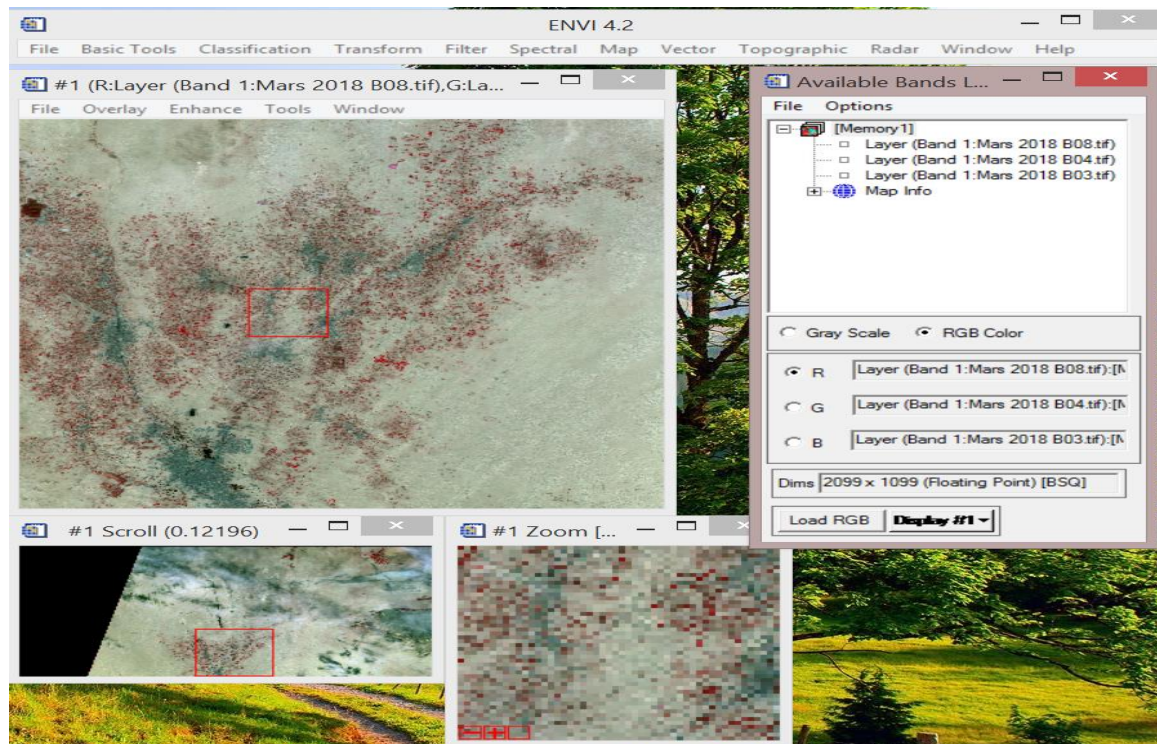 ENVI 4.2
File Basic Tools Classification Transform Filter Spectral Map Vector Topographic Radar Window Help
#1 (R:Layer (Band 1:Mars 2018 B08.tif),G:La...
File Overlay Enhance Tools Window
Available Bands L...
File Options
[Memory1]
Layer (Band 1:Mars 2018 B08.tif)
Layer (Band 1:Mars 2018 B04.tif)
Layer (Band 1:Mars 2018 B03.tif)
Map Info
Gray Scale RGB Color
R Layer (Band 1:Mars 2018 B08.tif):[M
G Layer (Band 1:Mars 2018 B04.tif):[M
B Layer (Band 1:Mars 2018 B03.tif):[M
Dims 2099 x 1099 (Floating Point) [BSQ]
Load RGB Display #1
#1 Scroll (0.12196)
#1 Zoom [...